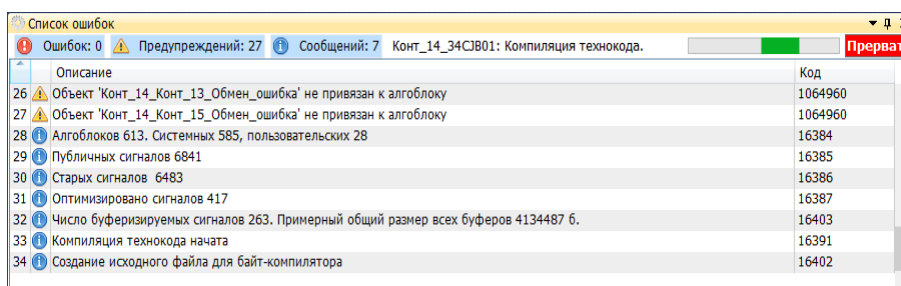 Список ошибок
Ошибок: 0 Предупреждений: 27 Сообщений: 7 Конт_14_34CJB01: Компиляция технокода. Прерват
Описание Код
26 Объект 'Конт_14_Конт_13_Обмен_ошибка' не привязан к алгоблоку 1064960
27 Объект 'Конт_14_Конт_15_Обмен_ошибка' не привязан к алгоблоку 1064960
28 Алгоблоков 613. Системных 585, пользовательских 28 16384
29 Публичных сигналов 6841 16385
30 Старых сигналов 6483 16386
31 Оптимизировано сигналов 417 16387
32 Число буферизируемых сигналов 263. Примерный общий размер всех буферов 4134487 б. 16403
33 Компиляция технокода начата 16391
34 Создание исходного файла для байт-компилятора 16402